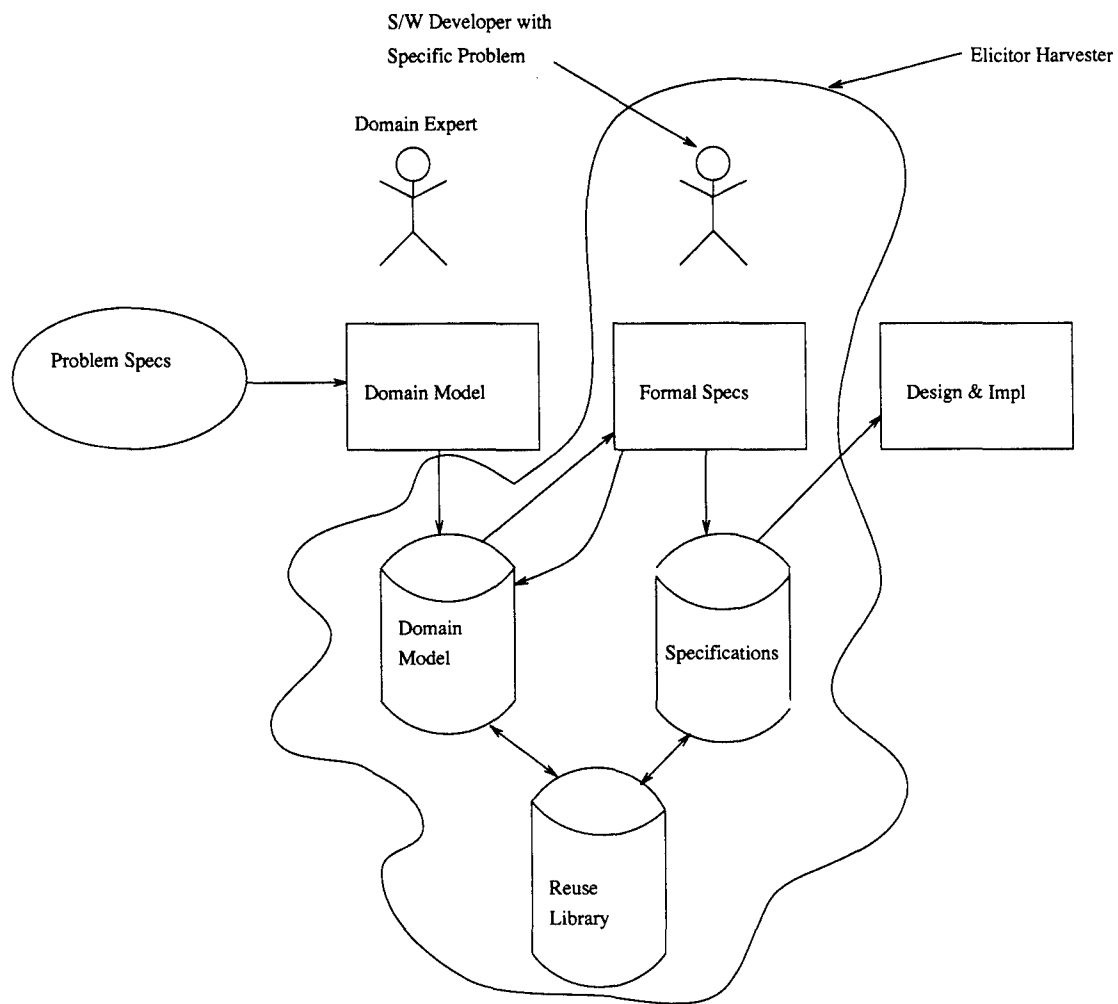 S/W Developer with
Specific Problem
Elicitor Harvester
Domain Expert
Problem Specs
Domain Model
Formal Specs
Design & Impl
Domain
Model
Specifications
Reuse
Library